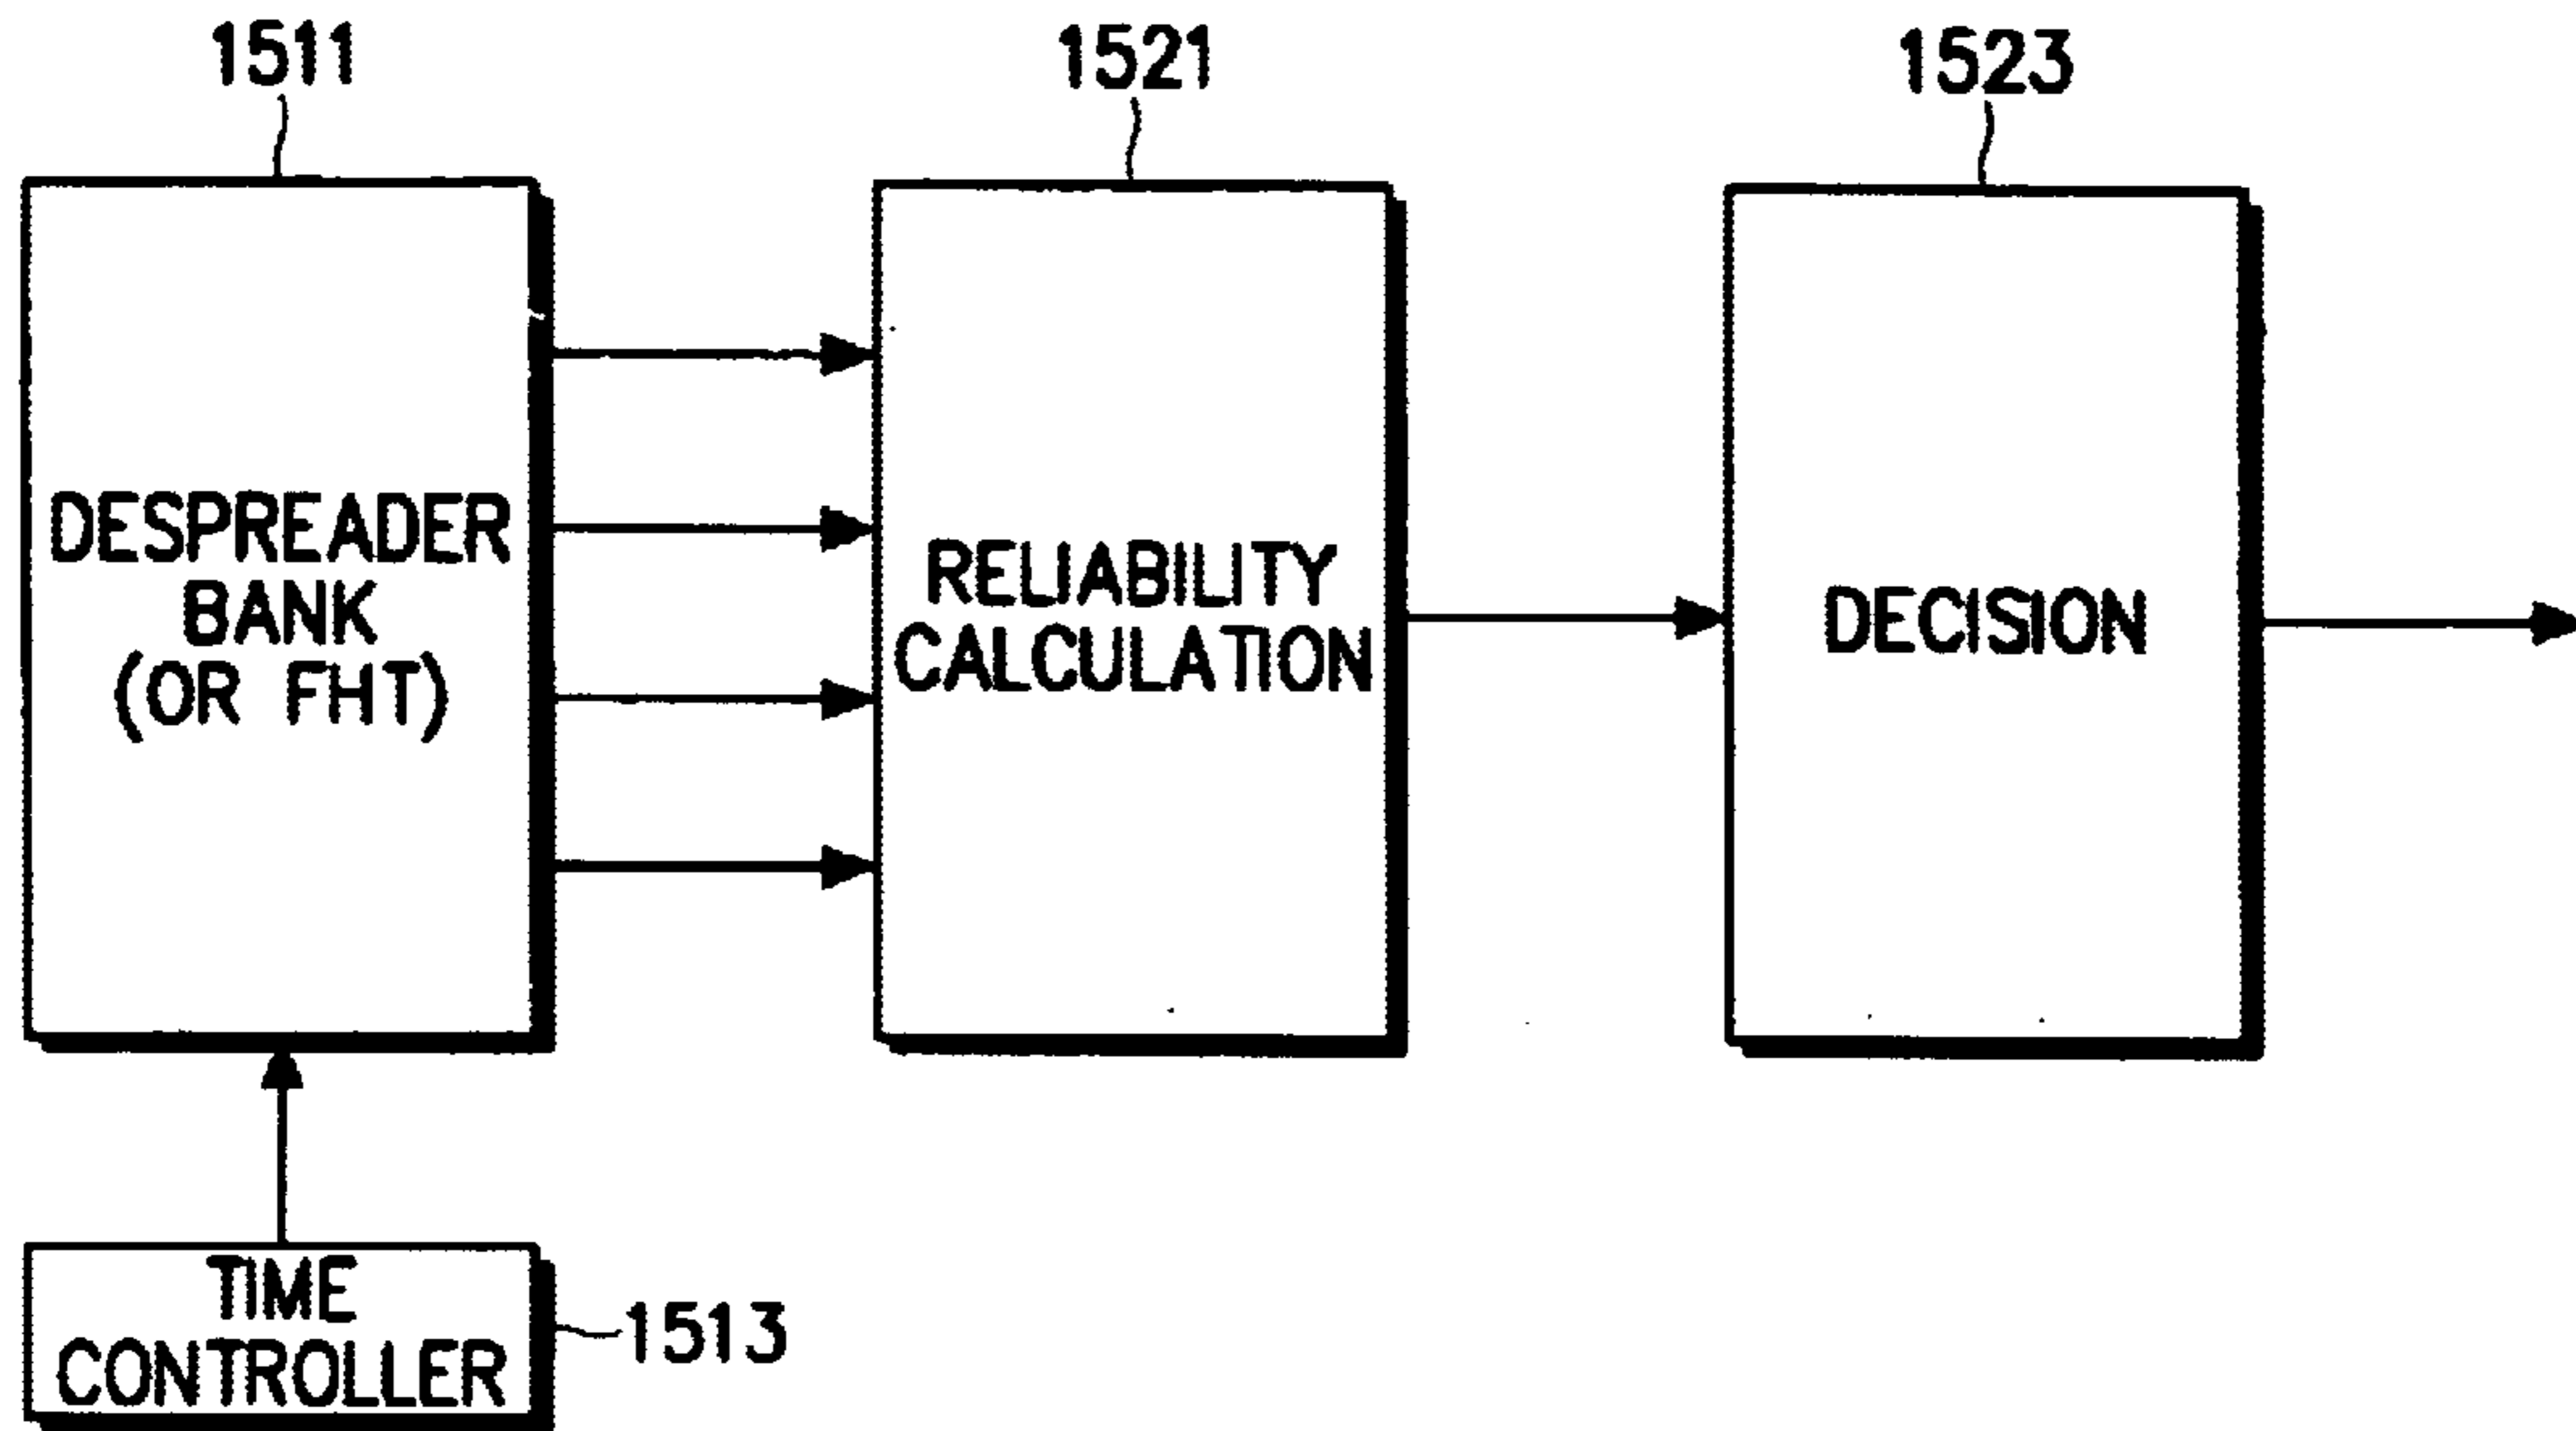 1511
1521
1523
DESPREADER
BANK
(OR FHT)
RELIABILITY
CALCULATION
DECISION
TIME
CONTROLLER
1513